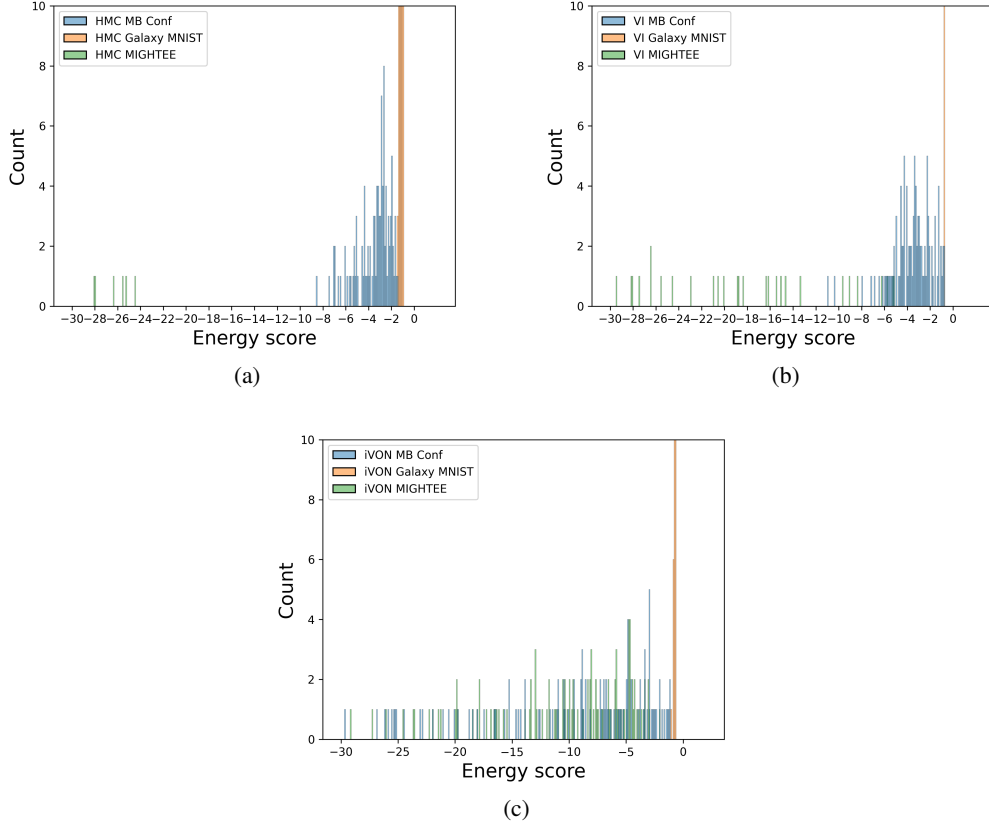 10
8
6
4
2
0
Count
HMC MB Conf
HMC Galaxy MNIST
HMC MIGHTEE
−30−28−26−24−22−20−18−16−14−12−10 −8 −6 −4 −2 0
Energy score
(a)
10
8
6
4
2
0
Count
VI MB Conf
VI Galaxy MNIST
VI MIGHTEE
−30−28−26−24−22−20−18−16−14−12−10 −8 −6 −4 −2 0
Energy score
(b)
10
8
6
4
2
0
Count
iVON MB Conf
iVON Galaxy MNIST
iVON MIGHTEE
−30 −25 −20 −15 −10 −5 0
Energy score
(c)